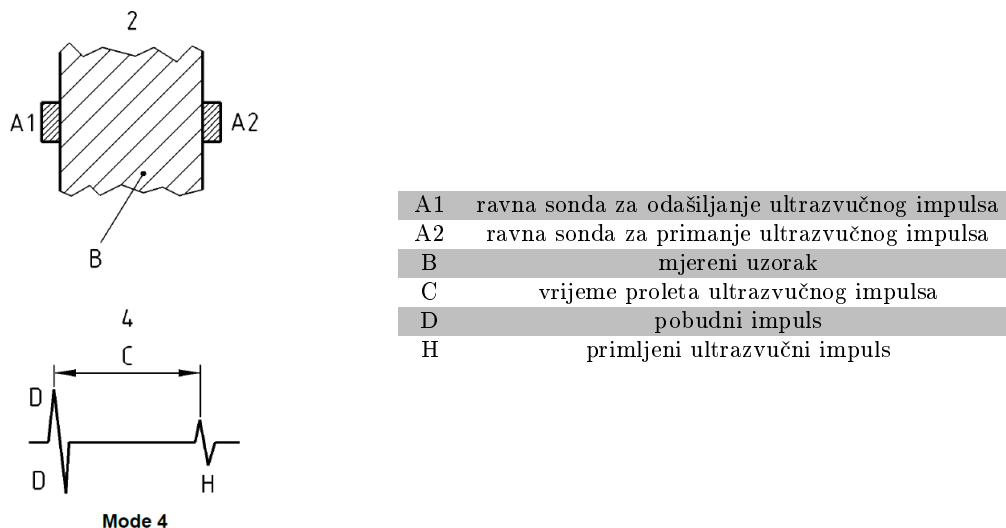 2
A1
A2
B
4
C
D
D
H
Mode 4
A1 ravna sonda za odašiljanje ultrazvučnog impulsa
A2 ravna sonda za primanje ultrazvučnog impulsa
B mjereni uzorak
C vrijeme proleta ultrazvučnog impulsa
D pobudni impuls
H primljeni ultrazvučni impuls